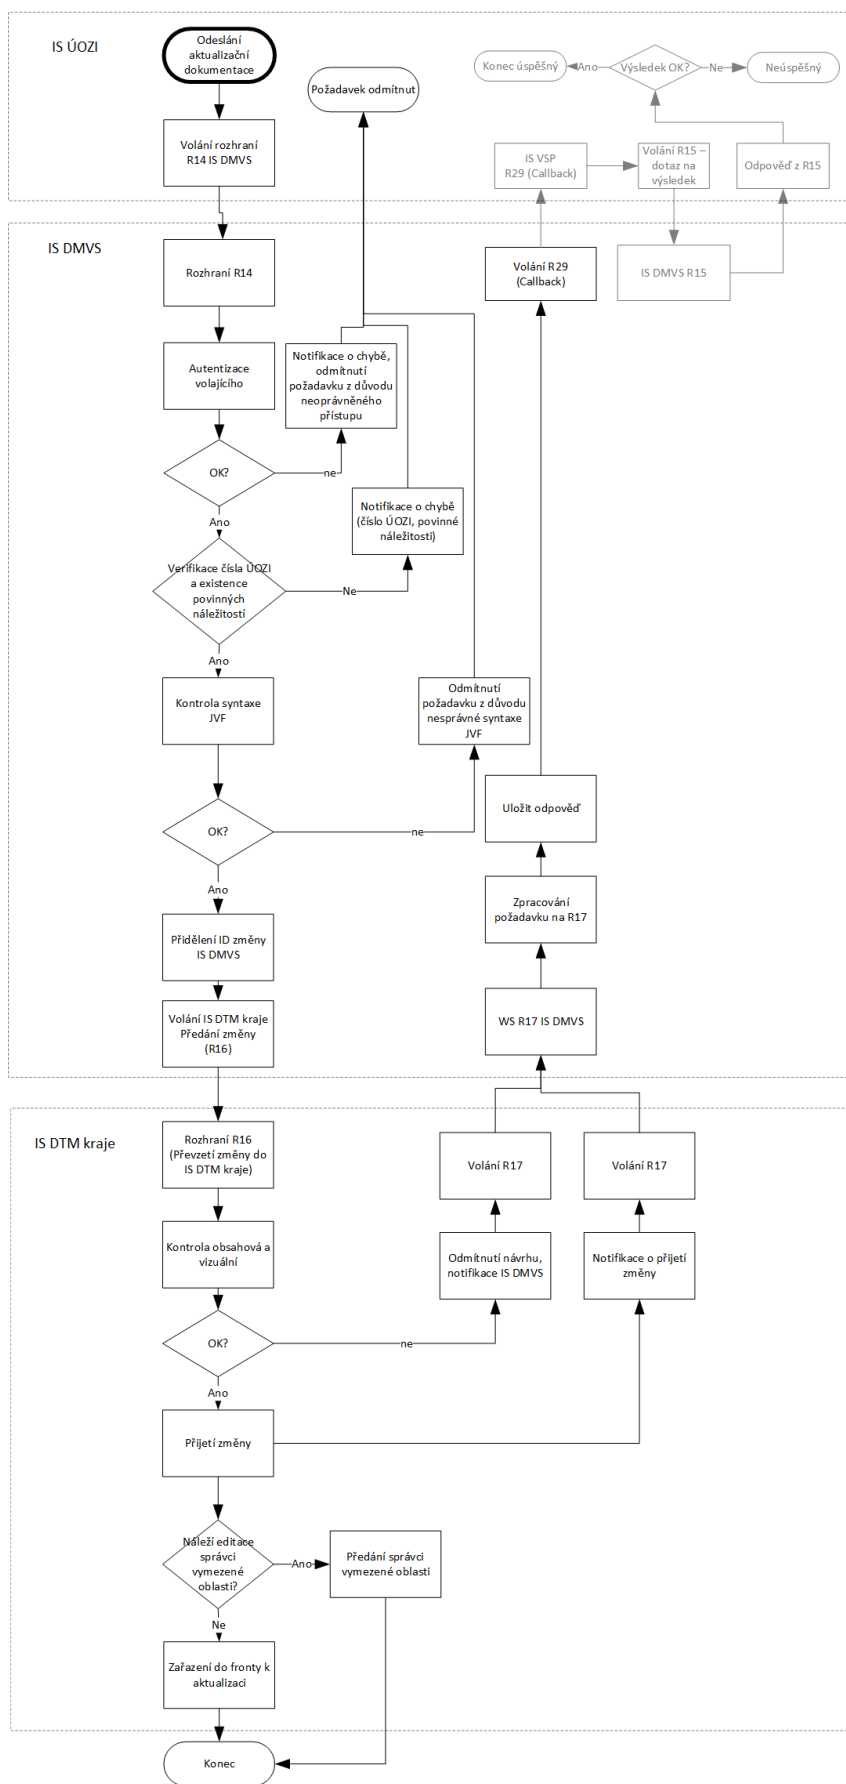 IS ÚOZI
Odeslání
aktualizační
dokumentace
Požadavek odmítnut
Konec úspěšný
Ano
Výsledek OK?
Ne
Neúspěšný
Volání rozhraní
R14 IS DMVS
IS VSP
R29 (Callback)
Volání R15 –
dotaz na
výsledek
Odpověď z R15
IS DMVS
Rozhraní R14
Volání R29
(Callback)
IS DMVS R15
Autentizace
volajícího
Notifikace o chybě,
odmítnutí
požadavku z důvodu
neoprávněného
přístupu
OK?
ne
Ano
Notifikace o chybě
(číslo ÚOZI, povinné
náležitosti)
Verifikace čísla ÚOZI
a existence
povinných
náležitostí
Ne
Ano
Kontrola syntaxe
JVF
Odmítnutí
požadavku z důvodu
nesprávné syntaxe
JVF
OK?
ne
Uložit odpověď
Ano
Zpracování
požadavku na R17
Přidělení ID změny
IS DMVS
Volání IS DTM kraje
Předání změny
(R16)
WS R17 IS DMVS
IS DTM kraje
Rozhraní R16
(Převzetí změny do
IS DTM kraje)
Volání R17
Volání R17
Kontrola obsahová a
vizuální
Odmítnutí návrhu,
notifikace IS DMVS
Notifikace o přijetí
změny
OK?
ne
Ano
Přijetí změny
Náleží editace
správci
vymezené
oblasti?
Ano
Předání správci
vymezené oblasti
Ne
Zařazení do fronty k
aktualizaci
Konec